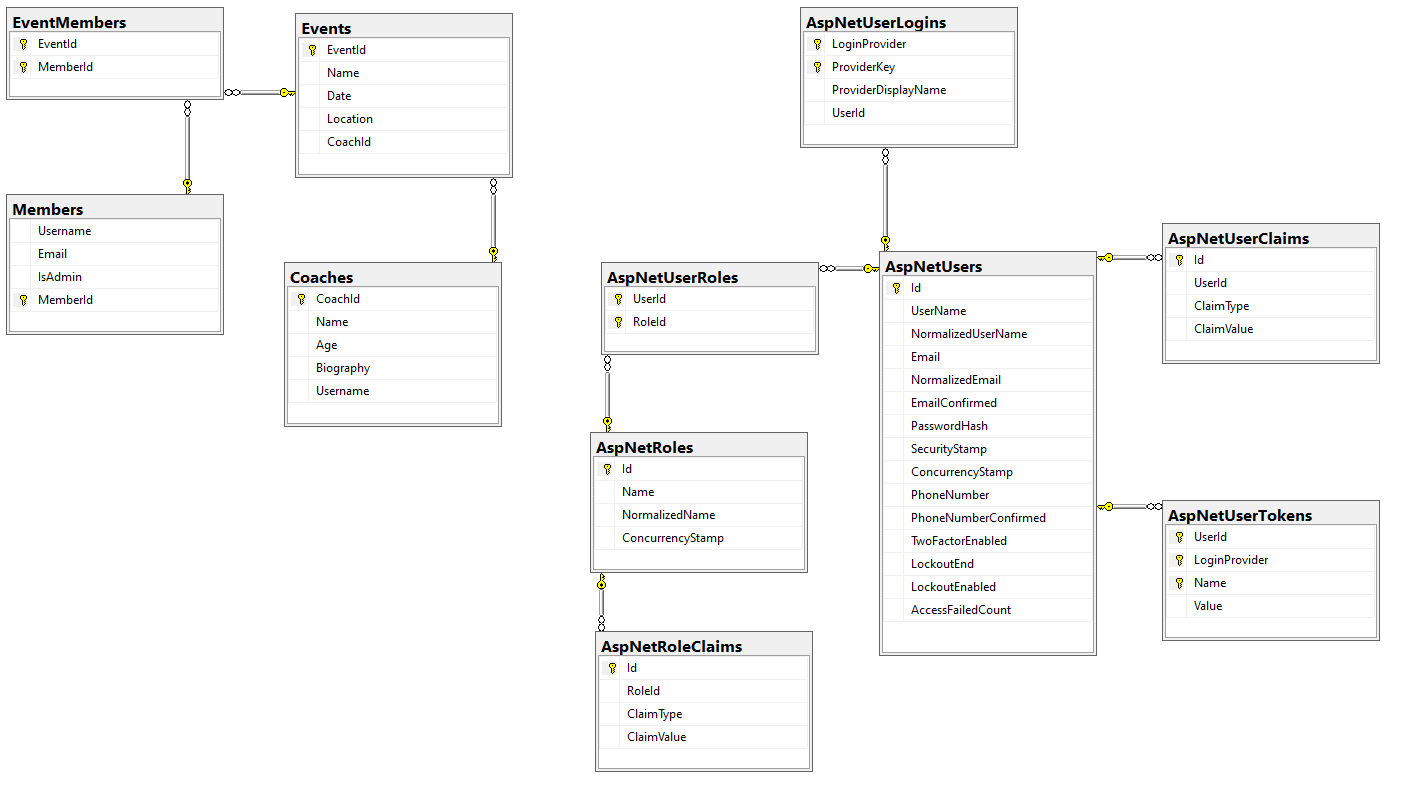 EventMembers
EventId
MemberId
Events
EventId
Name
Date
Location
CoachId
Members
Username
Email
IsAdmin
MemberId
Coaches
CoachId
Name
Age
Biography
Username
AspNetUserLogins
LoginProvider
ProviderKey
ProviderDisplayName
UserId
AspNetUserRoles
UserId
RoleId
AspNetUsers
Id
UserName
NormalizedUserName
Email
NormalizedEmail
EmailConfirmed
PasswordHash
SecurityStamp
ConcurrencyStamp
PhoneNumber
PhoneNumberConfirmed
TwoFactorEnabled
LockoutEnd
LockoutEnabled
AccessFailedCount
AspNetUserClaims
Id
UserId
ClaimType
ClaimValue
AspNetRoles
Id
Name
NormalizedName
ConcurrencyStamp
AspNetUserTokens
UserId
LoginProvider
Name
Value
AspNetRoleClaims
Id
RoleId
ClaimType
ClaimValue